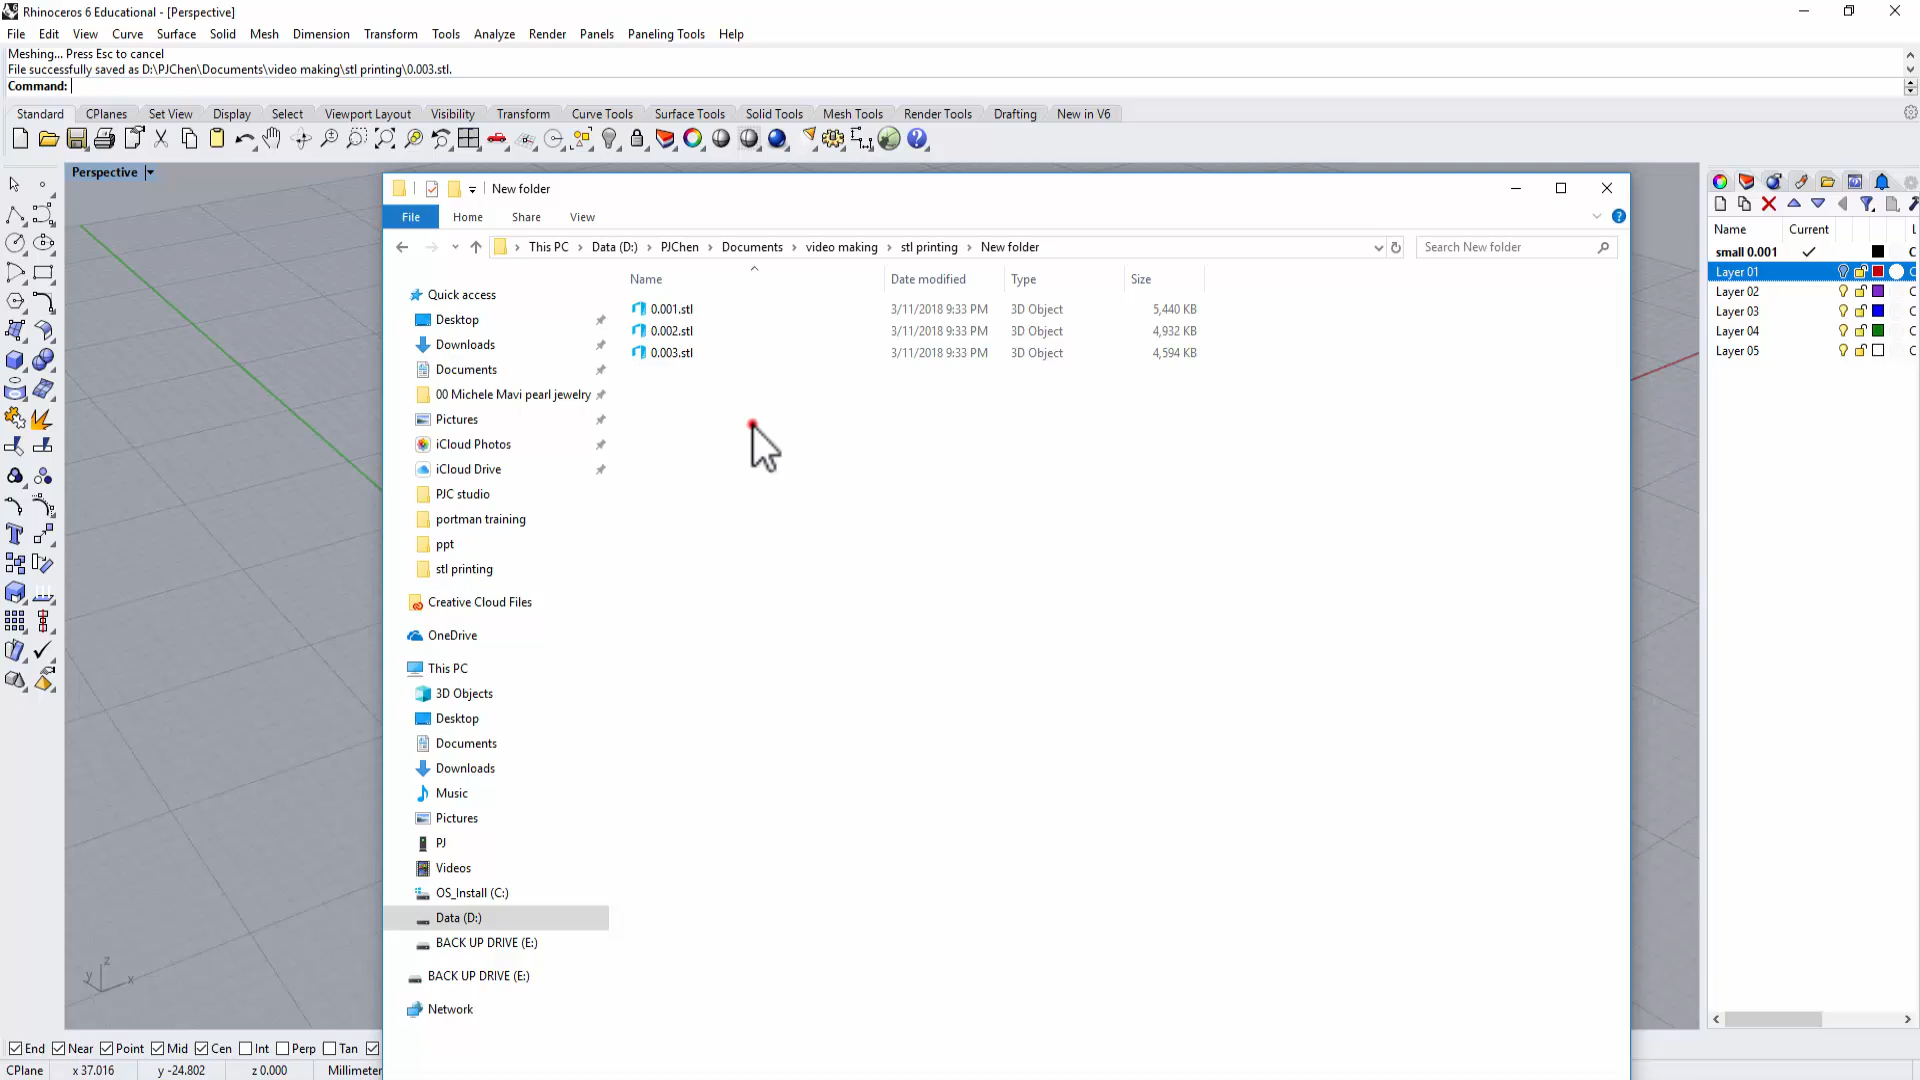 Rhinoceros 6 Educational - [Perspective]
File Edit View Curve Surface Solid Mesh Dimension Transform Tools Analyze Render Panels Paneling Tools Help
Meshing... Press Esc to cancel
File successfully saved as D:\PJChen\Documents\video making\stl printing\0.003.stl.
Command:
Standard CPlanes Set View Display Select Viewport Layout Visibility Transform Curve Tools Surface Tools Solid Tools Mesh Tools Render Tools Drafting New in V6
Perspective
New folder
File Home Share View
This PC > Data (D:) > PJChen > Documents > video making > stl printing > New folder
Search New folder
Name Date modified Type Size
0.001.stl 3/11/2018 9:33 PM 3D Object 5,440 KB
0.002.stl 3/11/2018 9:33 PM 3D Object 4,932 KB
0.003.stl 3/11/2018 9:33 PM 3D Object 4,594 KB
Quick access
Desktop
Downloads
Documents
00 Michele Mavi pearl jewelry
Pictures
iCloud Photos
iCloud Drive
PJC studio
portman training
ppt
stl printing
Creative Cloud Files
OneDrive
This PC
3D Objects
Desktop
Documents
Downloads
Music
Pictures
PJ
Videos
OS_Install (C:)
Data (D:)
BACK UP DRIVE (E:)
BACK UP DRIVE (E:)
Network
Name Current L
small 0.001 C
Layer 01 C
Layer 02 C
Layer 03 C
Layer 04 C
Layer 05 C
z
y x
End Near Point Mid Cen Int Perp Tan
CPlane x 37.016 y -24.802 z 0.000 Millimeter